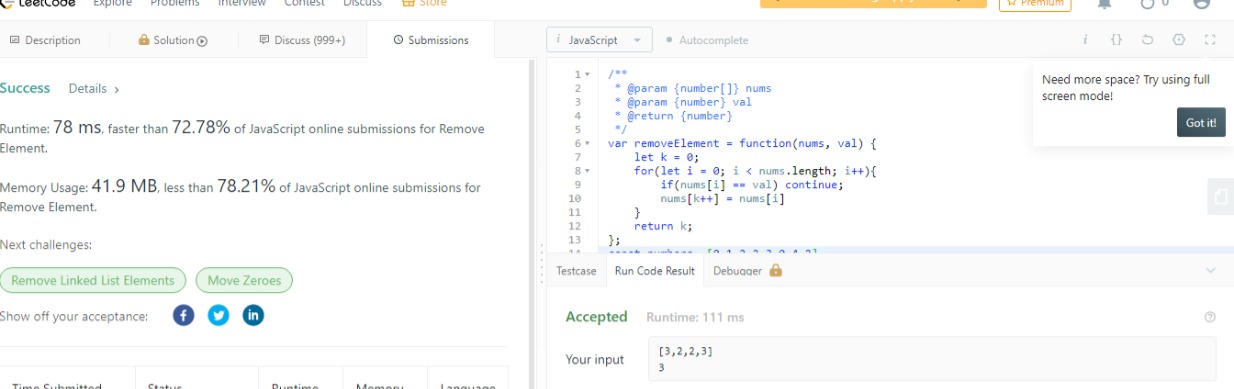 LeetCode Explore Problems Interview Contest Discuss Store
Premium 0
Description Solution Discuss (999+) Submissions
i JavaScript Autocomplete
i {}
Need more space? Try using full
screen mode!
Got it!
Success Details >
Runtime: 78 ms, faster than 72.78% of JavaScript online submissions for Remove
Element.
Memory Usage: 41.9 MB, less than 78.21% of JavaScript online submissions for
Remove Element.
Next challenges:
Remove Linked List Elements Move Zeroes
Show off your acceptance:
Time Submitted Status Runtime Memory Language
1 /**
2 * @param {number[]} nums
3 * @param {number} val
4 * @return {number}
5 */
6 var removeElement = function(nums, val) {
7 let k = 0;
8 for(let i = 0; i < nums.length; i++){
9 if(nums[i] == val) continue;
10 nums[k++] = nums[i]
11 }
12 return k;
13 };
Testcase Run Code Result Debugger
Accepted Runtime: 111 ms
Your input
[3,2,2,3]
3